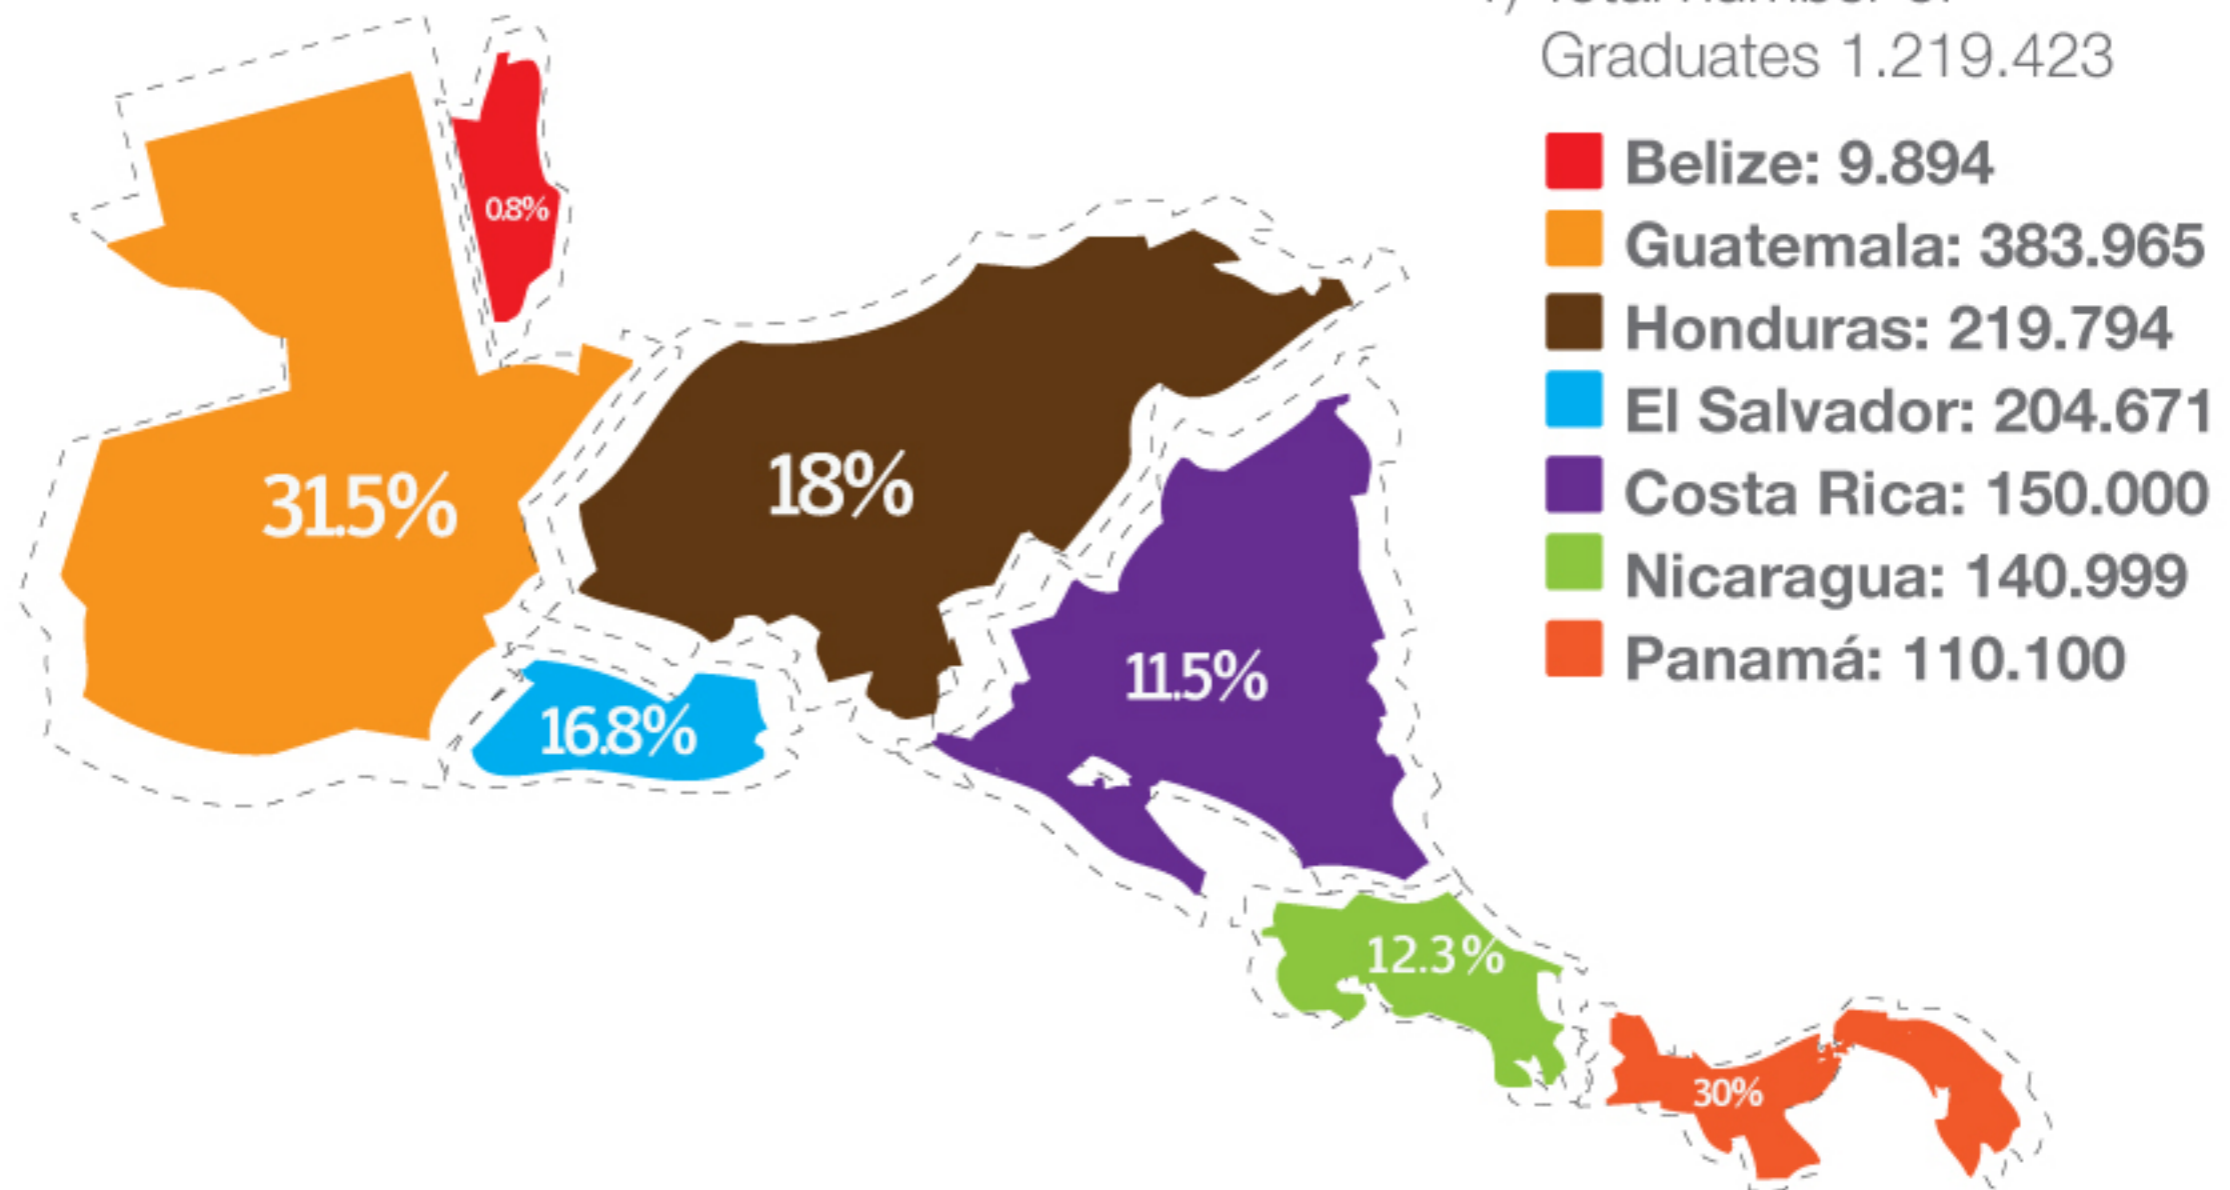 Graduates 1.219.423
Belize: 9.894
Guatemala: 383.965
Honduras: 219.794
El Salvador: 204.671
Costa Rica: 150.000
Nicaragua: 140.999
Panamá: 110.100
0.8%
31.5%
18%
16.8%
11.5%
12.3%
30%